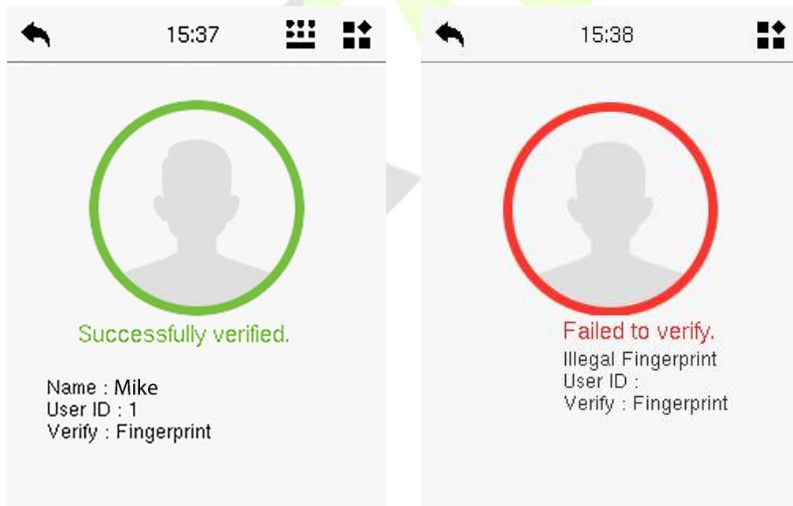 15:37
Successfully verified.
Name : Mike
User ID : 1
Verify : Fingerprint
15:38
Failed to verify.
Illegal Fingerprint
User ID :
Verify : Fingerprint